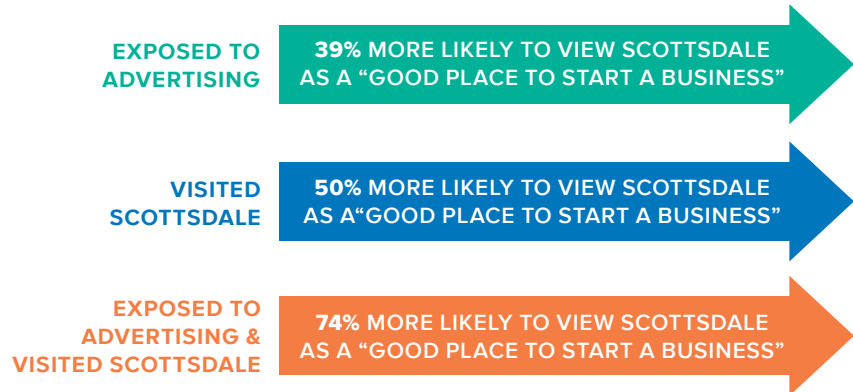 EXPOSED TO
ADVERTISING
39% MORE LIKELY TO VIEW SCOTTSDALE
AS A “GOOD PLACE TO START A BUSINESS”
VISITED
SCOTTSDALE
50% MORE LIKELY TO VIEW SCOTTSDALE
AS A“GOOD PLACE TO START A BUSINESS”
EXPOSED TO
ADVERTISING &
VISITED SCOTTSDALE
74% MORE LIKELY TO VIEW SCOTTSDALE
AS A “GOOD PLACE TO START A BUSINESS”